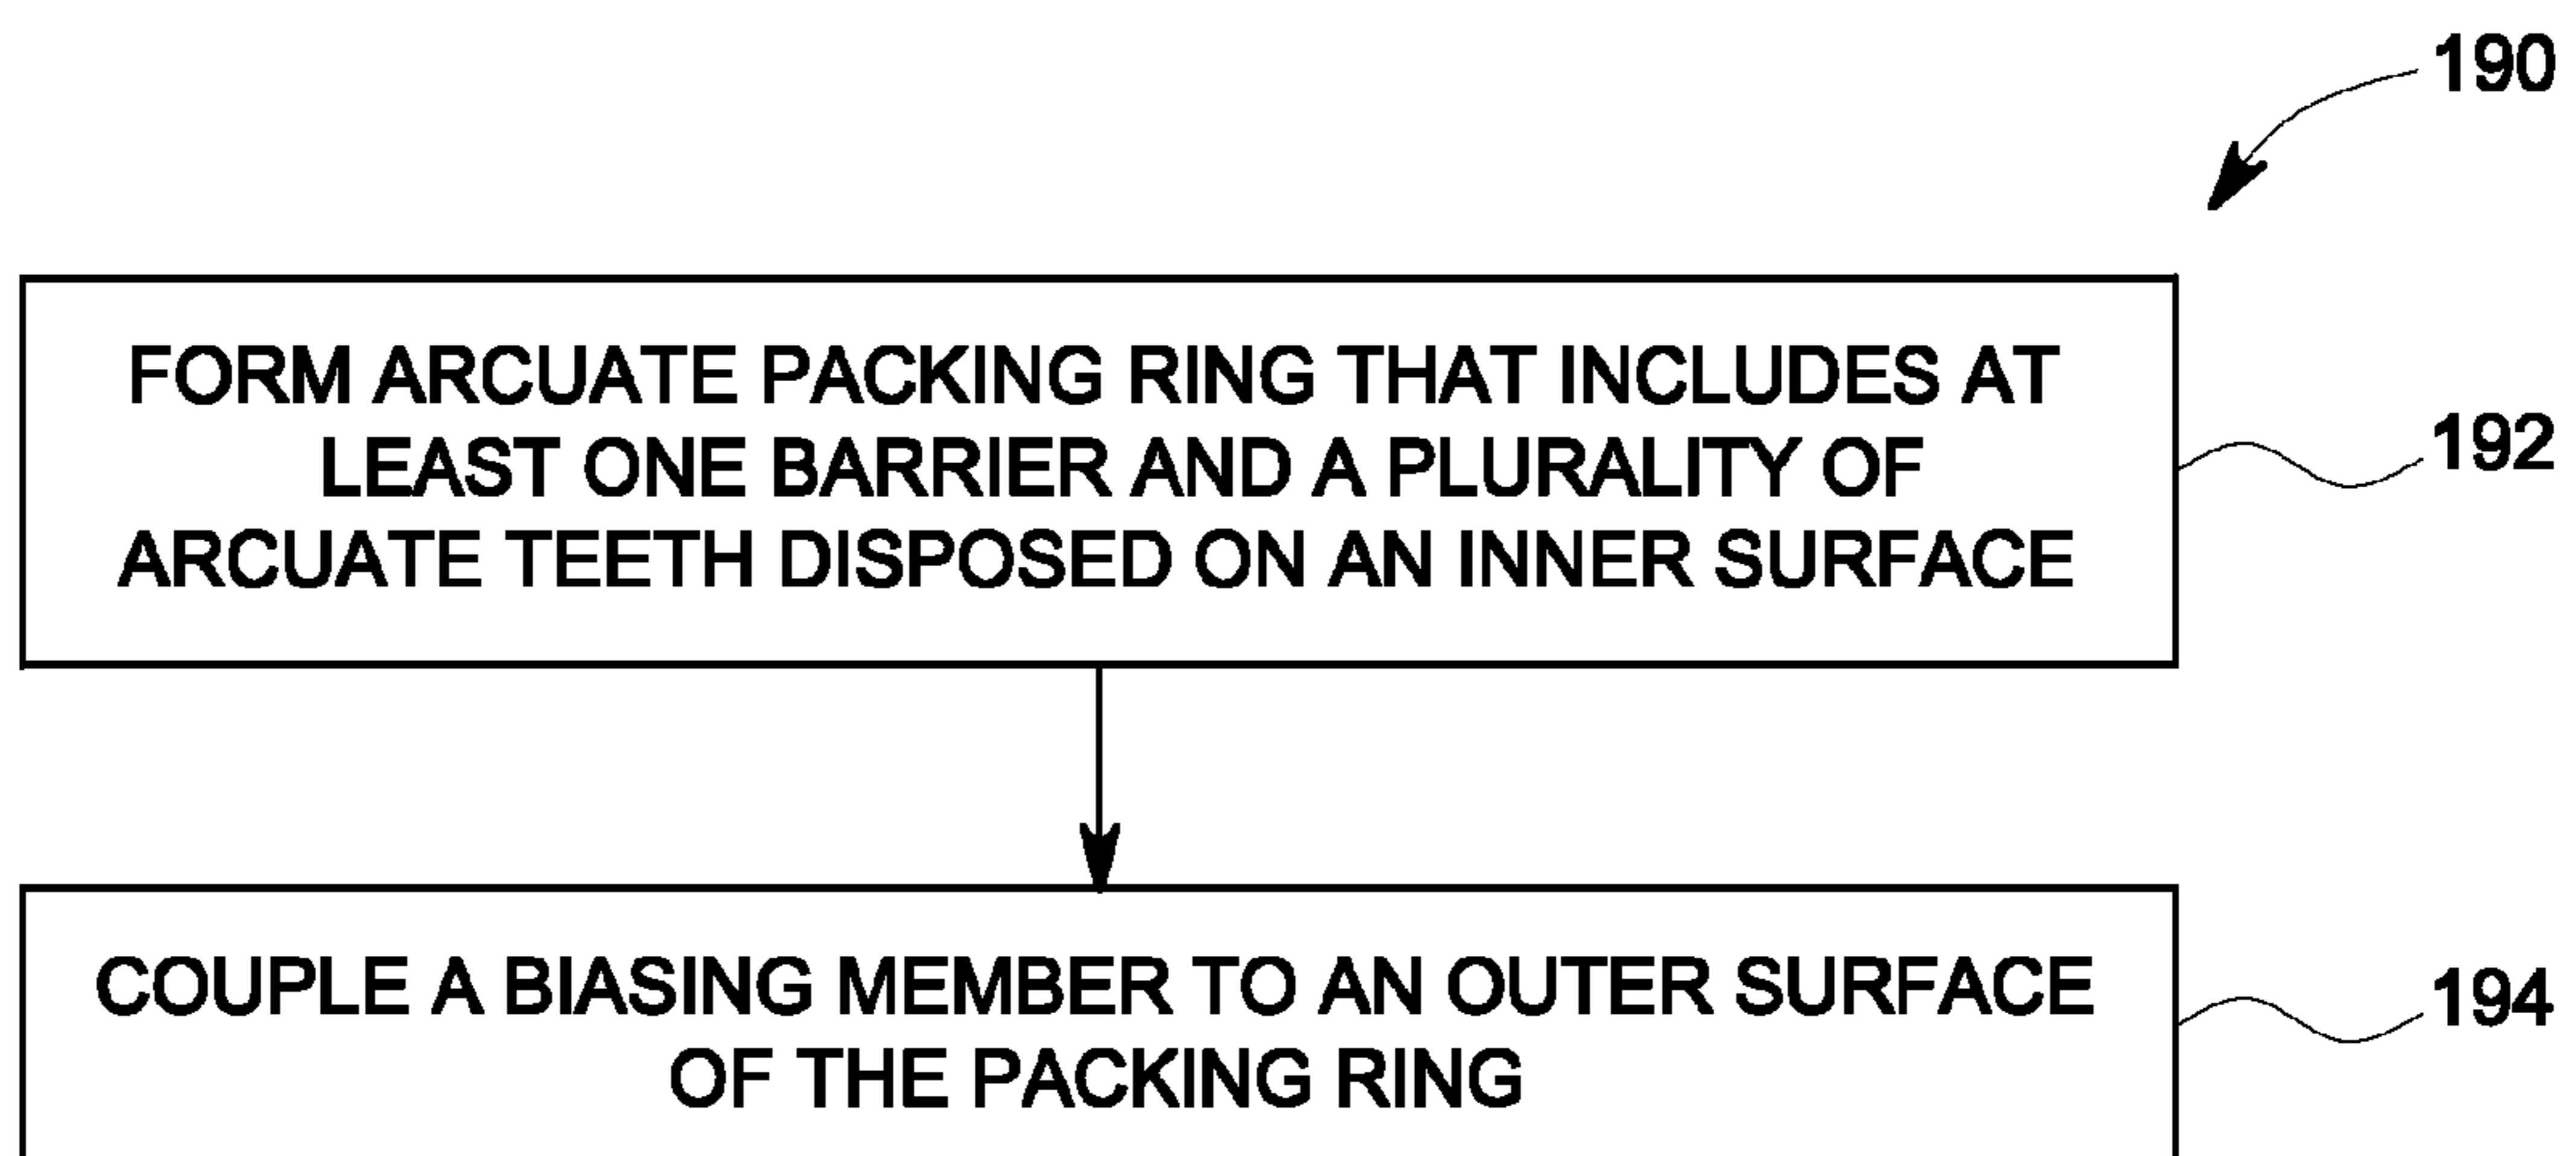 190
FORM ARCUATE PACKING RING THAT INCLUDES AT
LEAST ONE BARRIER AND A PLURALITY OF
ARCUATE TEETH DISPOSED ON AN INNER SURFACE
192
COUPLE A BIASING MEMBER TO AN OUTER SURFACE
OF THE PACKING RING
194